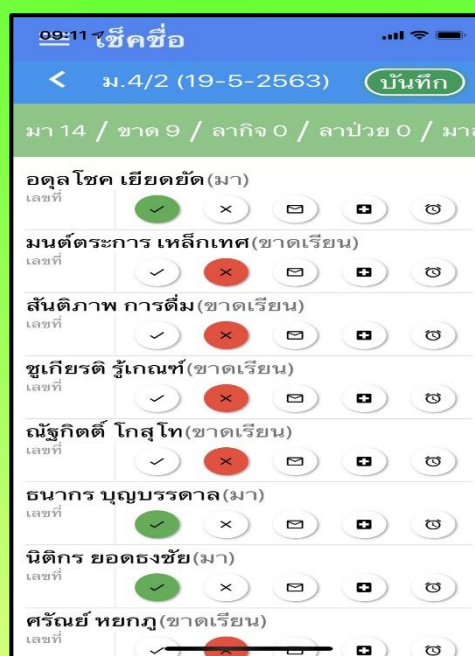 09:11 เช็คชื่อ
ม.4/2 (19-5-2563) บันทึก
มา 14 / ขาด 9 / ลากิจ 0 / ลาป่วย 0 / มา
อดุลโชค เยียดยัด(มา)
เลขที่
มนต์ตระการ เหล็กเทศ(ขาดเรียน)
เลขที่
สันติภาพ การดื่ม(ขาดเรียน)
เลขที่
ชูเกียรติ รู้เกณฑ์(ขาดเรียน)
เลขที่
ณัฐกิตติ์ โกสุโท(ขาดเรียน)
เลขที่
ธนากร บุญบรรดาล(มา)
เลขที่
นิติกร ยอดธงชัย(มา)
เลขที่
ศรัณย์ หยกภู(ขาดเรียน)
เลขที่